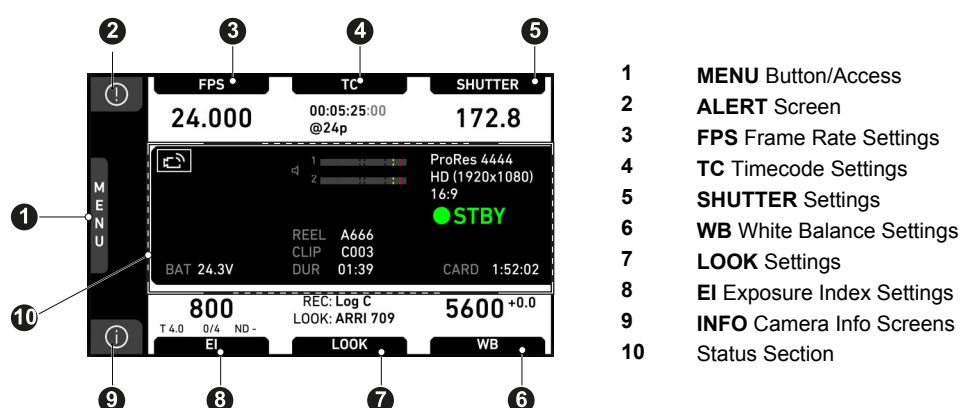 2
3
4
5
FPS
TC
SHUTTER
24.000
00:05:25:00
@24p
172.8
1
2
ProRes 4444
HD (1920x1080)
16:9
STBY
MENU
1
REEL A666
CLIP C003
BAT 24.3V
DUR 01:39
CARD 1:52:02
10
800
REC: Log C
LOOK: ARRI 709
5600 +0.0
T 4.0 0/4 ND -
EI
LOOK
WB
9
8
7
6
1 MENU Button/Access
2 ALERT Screen
3 FPS Frame Rate Settings
4 TC Timecode Settings
5 SHUTTER Settings
6 WB White Balance Settings
7 LOOK Settings
8 EI Exposure Index Settings
9 INFO Camera Info Screens
10 Status Section